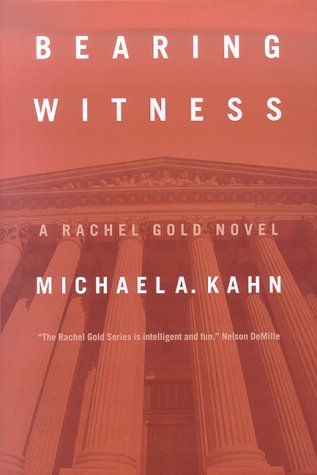 BEARING
WITNESS
A RACHEL GOLD NOVEL
MICHAEL A. KAHN
"The Rachel Gold Series is intelligent and fun." Nelson DeMille